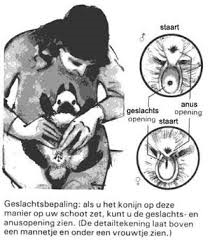 ♂
staart
geslachts
opening
anus
opening
staart
♀
Geslachtsbepaling: als u het konijn op deze
manier op uw schoot zet, kunt u de geslachts- en
anusopening zien. (De detailtekening laat boven
een mannetje en onder een vrouwtje zien.)